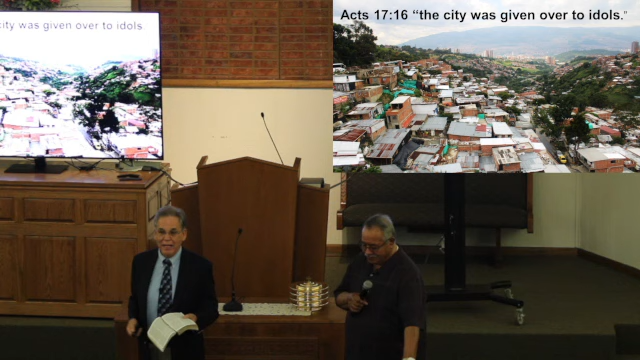 city was given over to idols
Acts 17:16 “the city was given over to idols."